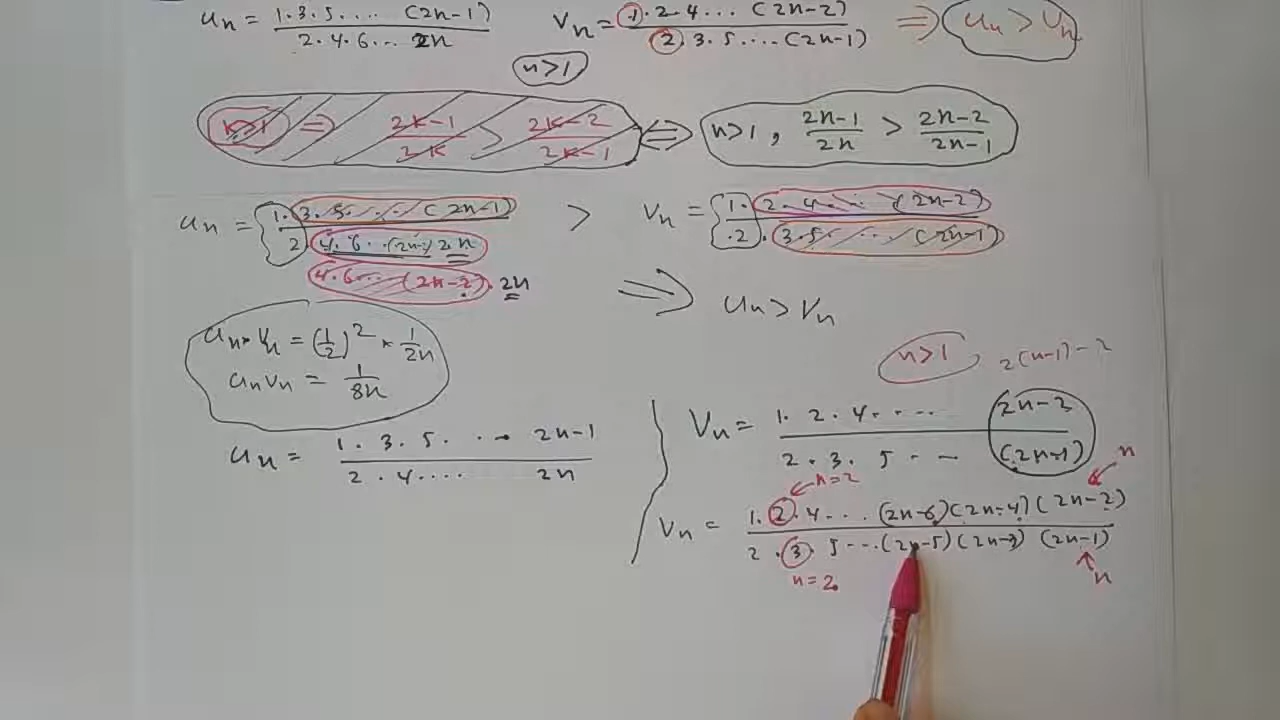 uₙ = 1·3·5···· (2n-1) / 2·4·6··· 2n    vₙ = 1·2·4··· (2n-2) / 2·3·5····(2n-1) ⇒ uₙ > vₙ
n>1
k>1 ⇒ 2k-1 / 2k > 2k-2 / 2k-1 ⇔ n>1, 2n-1 / 2n > 2n-2 / 2n-1
uₙ = { 1·3·5····· (2n-1) / 2·4·6··(2n-2) 2n > vₙ = { 1·2·4···· (2n-2) / ·2·3·5···· (2n-1)
4·6···(2n-2)·2n
⇒ uₙ > vₙ
uₙ · vₙ = (1/2)² * 1/2n
uₙvₙ = 1/8n
n>1, 2(n-1)-2
uₙ = 1·3·5··· 2n-1 / 2·4···· 2n
vₙ = 1·2·4····· 2n-2 / 2·3·5··· (2n-1)
n=2
n
vₙ = 1·2·4···(2n-6)(2n-4)(2n-2) / 2·3·5····(2n-5)(2n-3)(2n-1)
n=2
n